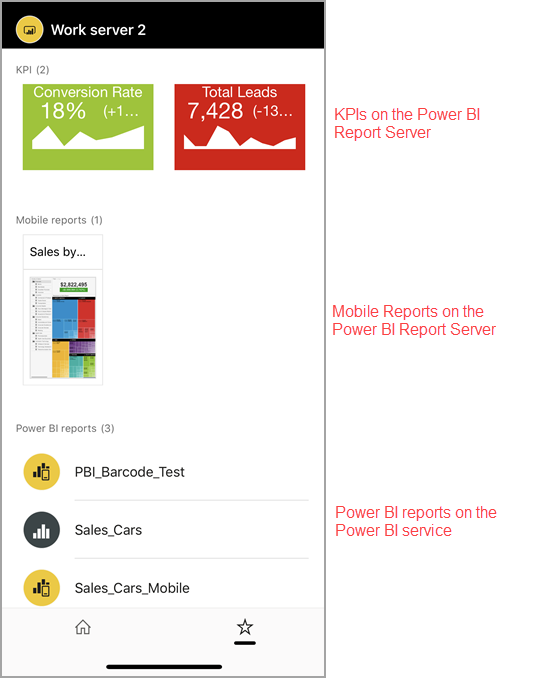 Work server 2
KPI (2)
Conversion Rate
18% (+1...
Total Leads
7,428 (-13...
KPIs on the Power BI
Report Server
Mobile reports (1)
Sales by...
$2,822,495
Mobile Reports on the
Power BI Report Server
Power BI reports (3)
PBI_Barcode_Test
Sales_Cars
Power BI reports on the
Power BI service
Sales_Cars_Mobile